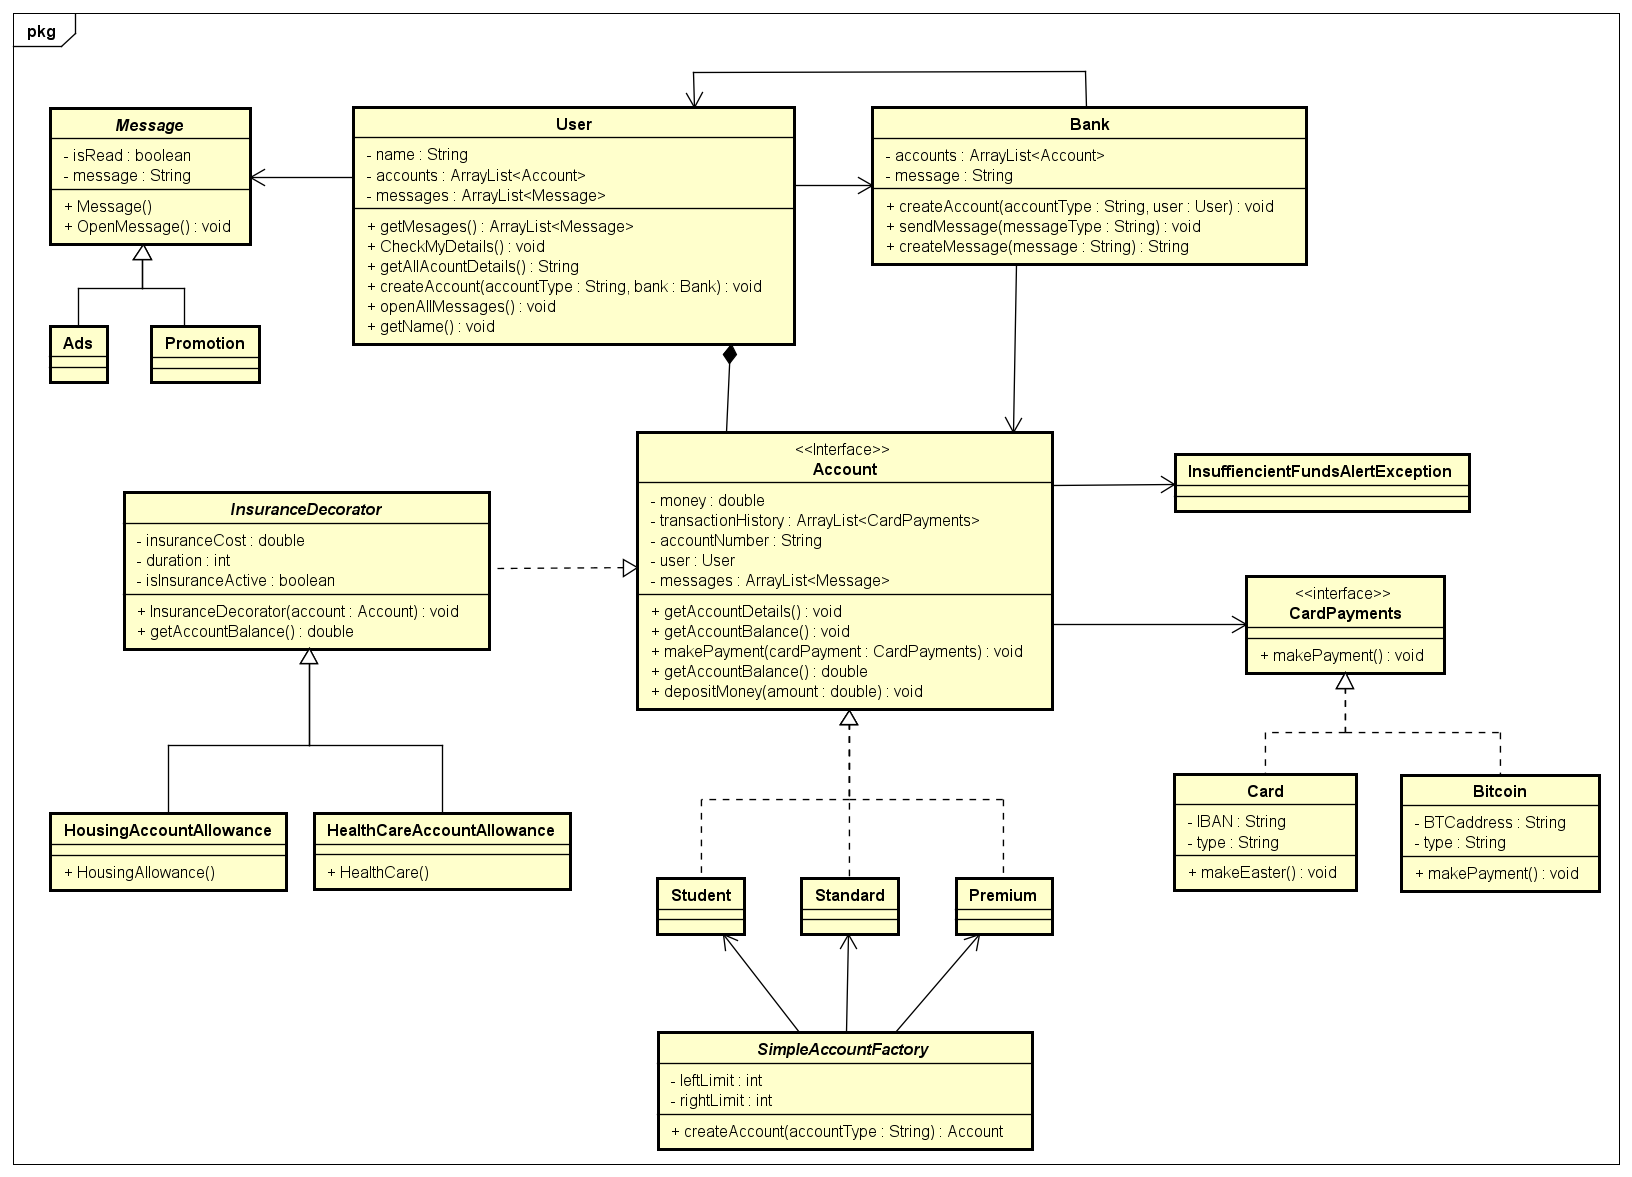 pkg
Message
- isRead : boolean
- message : String
+ Message()
+ OpenMessage() : void
Ads
Promotion
User
- name : String
- accounts : ArrayList<Account>
- messages : ArrayList<Message>
+ getMesages() : ArrayList<Message>
+ CheckMyDetails() : void
+ getAllAcountDetails() : String
+ createAccount(accountType : String, bank : Bank) : void
+ openAllMessages() : void
+ getName() : void
Bank
- accounts : ArrayList<Account>
- message : String
+ createAccount(accountType : String, user : User) : void
+ sendMessage(messageType : String) : void
+ createMessage(message : String) : String
<<Interface>>
Account
- money : double
- transactionHistory : ArrayList<CardPayments>
- accountNumber : String
- user : User
- messages : ArrayList<Message>
+ getAccountDetails() : void
+ getAccountBalance() : void
+ makePayment(cardPayment : CardPayments) : void
+ getAccountBalance() : double
+ depositMoney(amount : double) : void
InsuffiencientFundsAlertException
InsuranceDecorator
- insuranceCost : double
- duration : int
- isInsuranceActive : boolean
+ InsuranceDecorator(account : Account) : void
+ getAccountBalance() : double
<<interface>>
CardPayments
+ makePayment() : void
HousingAccountAllowance
+ HousingAllowance()
HealthCareAccountAllowance
+ HealthCare()
Card
- IBAN : String
- type : String
+ makeEaster() : void
Bitcoin
- BTCaddress : String
- type : String
+ makePayment() : void
Student
Standard
Premium
SimpleAccountFactory
- leftLimit : int
- rightLimit : int
+ createAccount(accountType : String) : Account